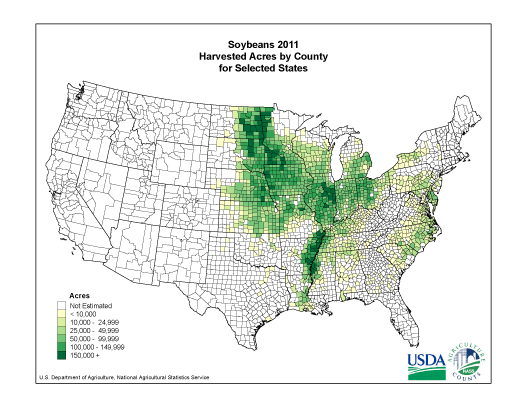 Soybeans 2011
Harvested Acres by County
for Selected States
Acres
Not Estimated
< 10,000
10,000 - 24,999
25,000 - 49,999
50,000 - 99,999
100,000 - 149,999
150,000 +
U.S. Department of Agriculture, National Agricultural Statistics Service
USDA
AGRICULTURE
NASS
COUNTS